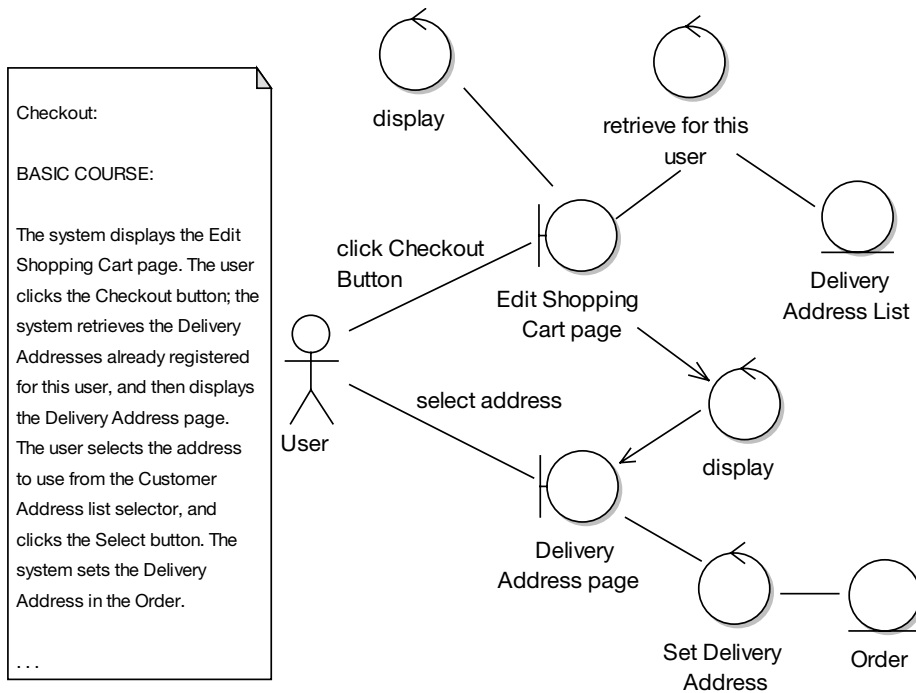 Checkout:
BASIC COURSE:
The system displays the Edit
Shopping Cart page. The user
clicks the Checkout button; the
system retrieves the Delivery
Addresses already registered
for this user, and then displays
the Delivery Address page.
The user selects the address
to use from the Customer
Address list selector, and
clicks the Select button. The
system sets the Delivery
Address in the Order.
. . .
display
retrieve for this
user
click Checkout
Button
Edit Shopping
Cart page
Delivery
Address List
User
select address
display
Delivery
Address page
Set Delivery
Address
Order